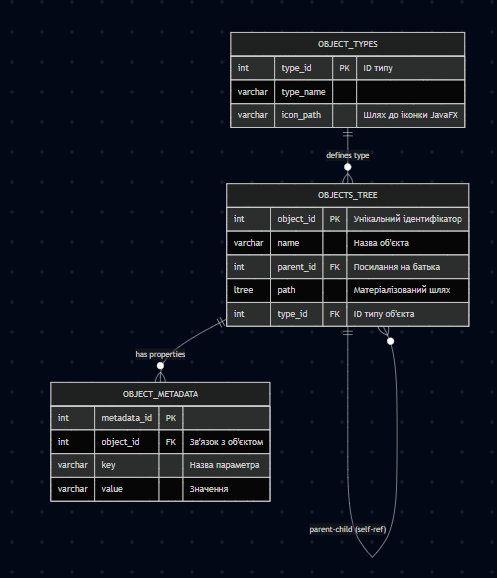 OBJECT_TYPES
int type_id PK ID типу
varchar type_name
varchar icon_path Шлях до іконки JavaFX
defines type
OBJECTS_TREE
int object_id PK Унікальний ідентифікатор
varchar name Назва об'єкта
int parent_id FK Посилання на батька
ltree path Матеріалізований шлях
int type_id FK ID типу об'єкта
has properties
OBJECT_METADATA
int metadata_id PK
int object_id FK Зв'язок з об'єктом
varchar key Назва параметра
varchar value Значення
parent-child (self-ref)